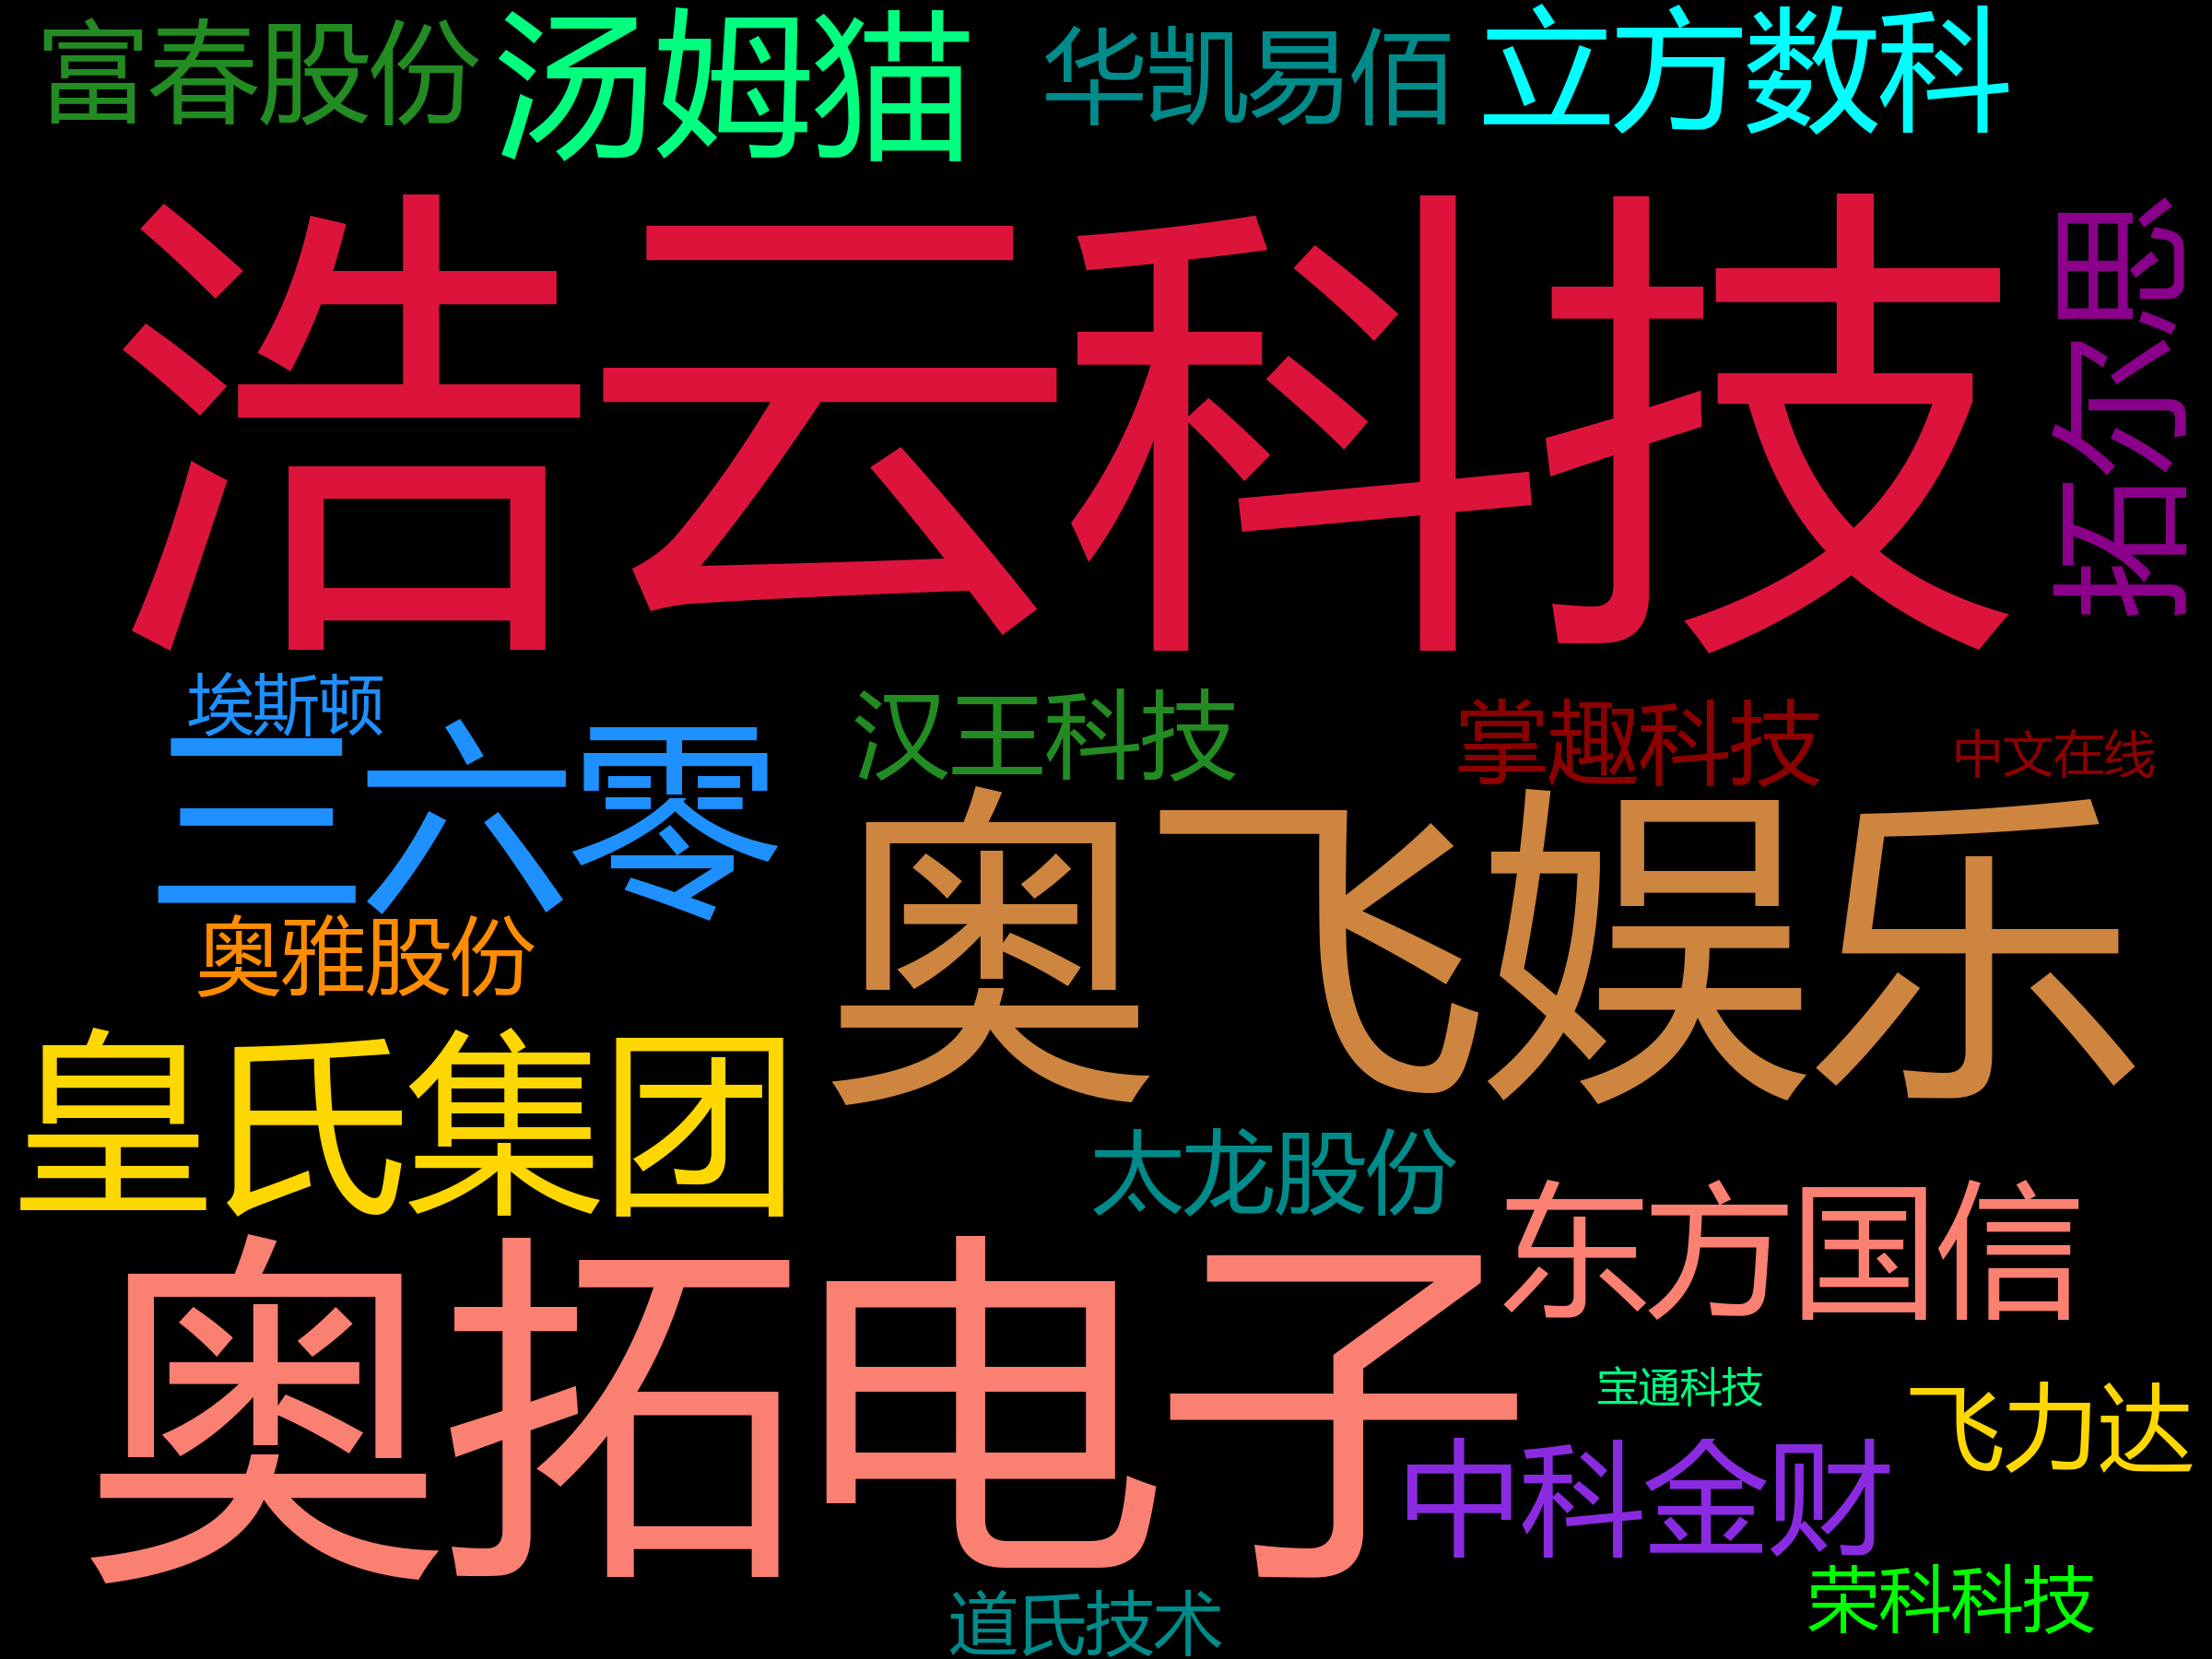 富春股份
汤姆猫
华凯易佰
立方数科
浩云科技
拓尔思
埃斯顿
三六零
汉王科技
掌趣科技
中文在线
奥飞娱乐
奥雅股份
皇氏集团
大龙股份
东方国信
奥拓电子
宝通科技
飞力达
中科金财
荣科科技
道氏技术